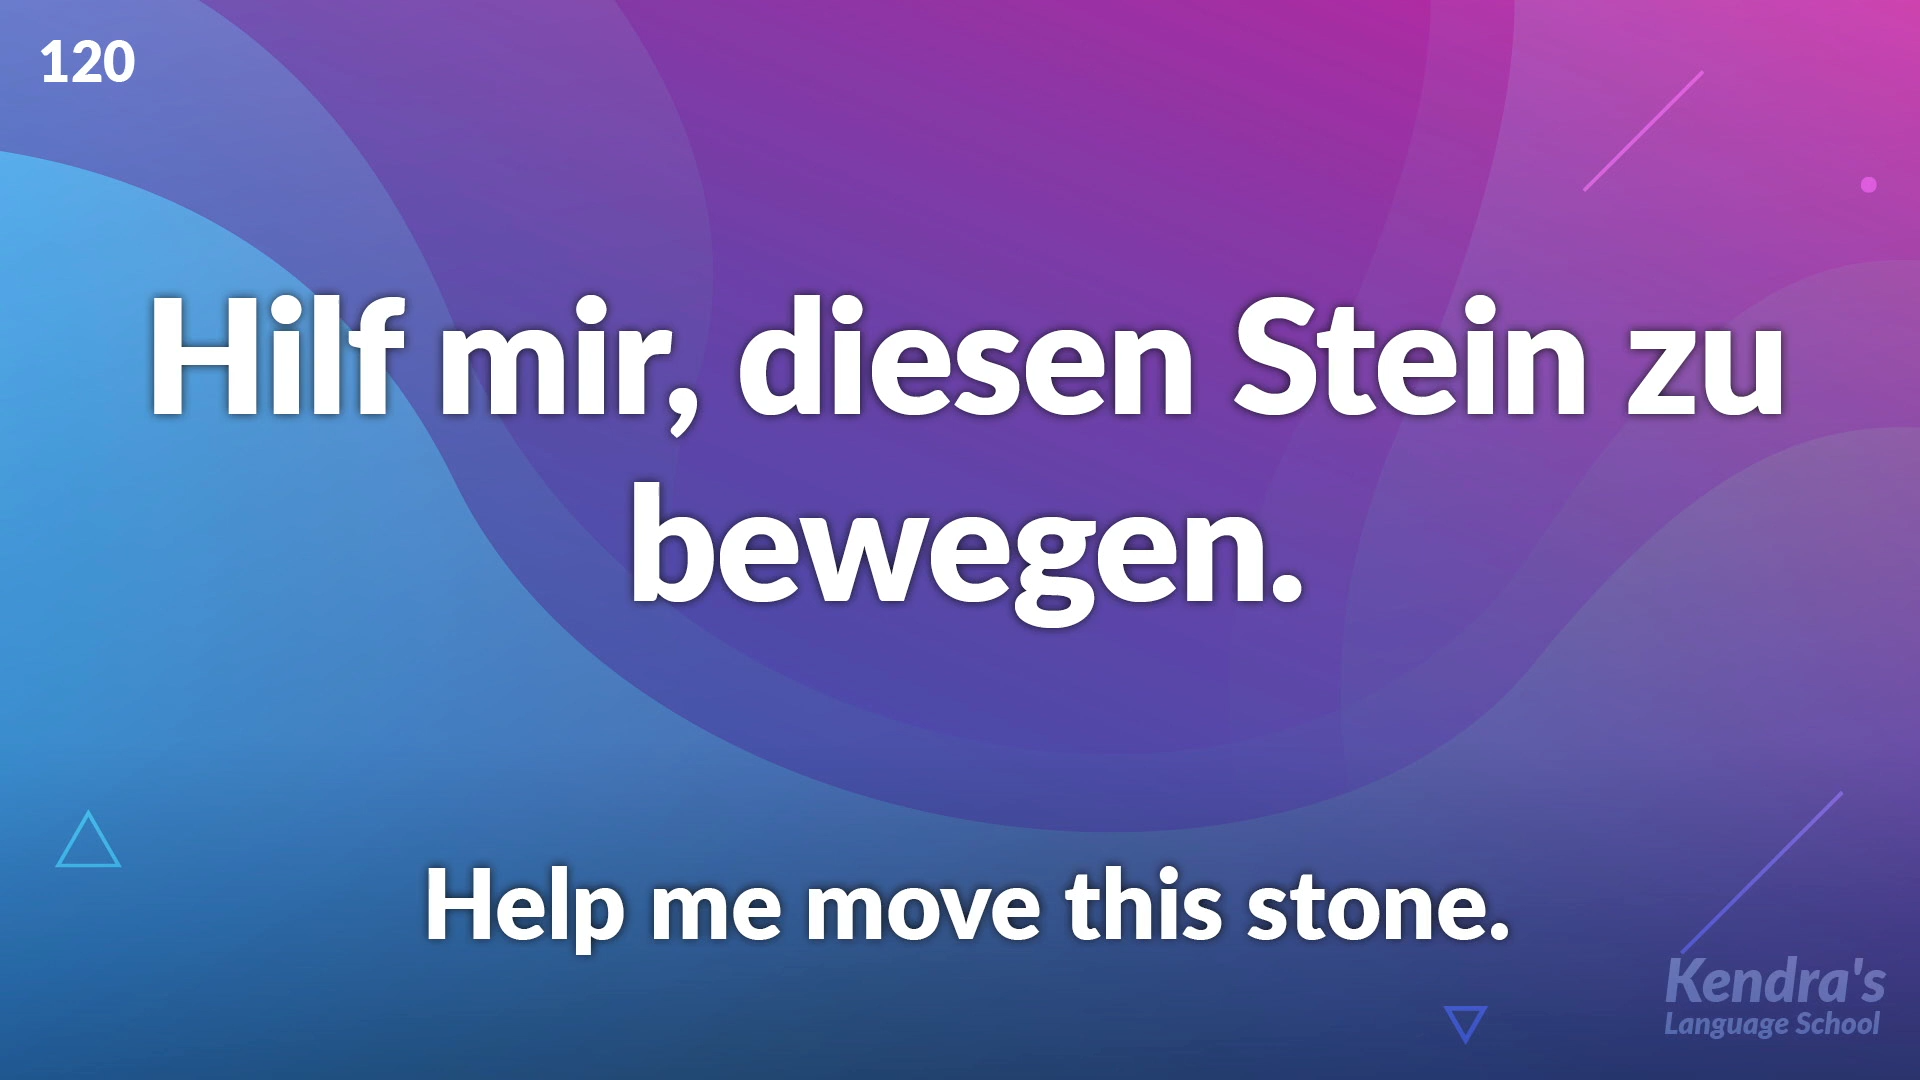 120
Hilf mir, diesen Stein zu
bewegen.
Help me move this stone.
Kendra's
Language School